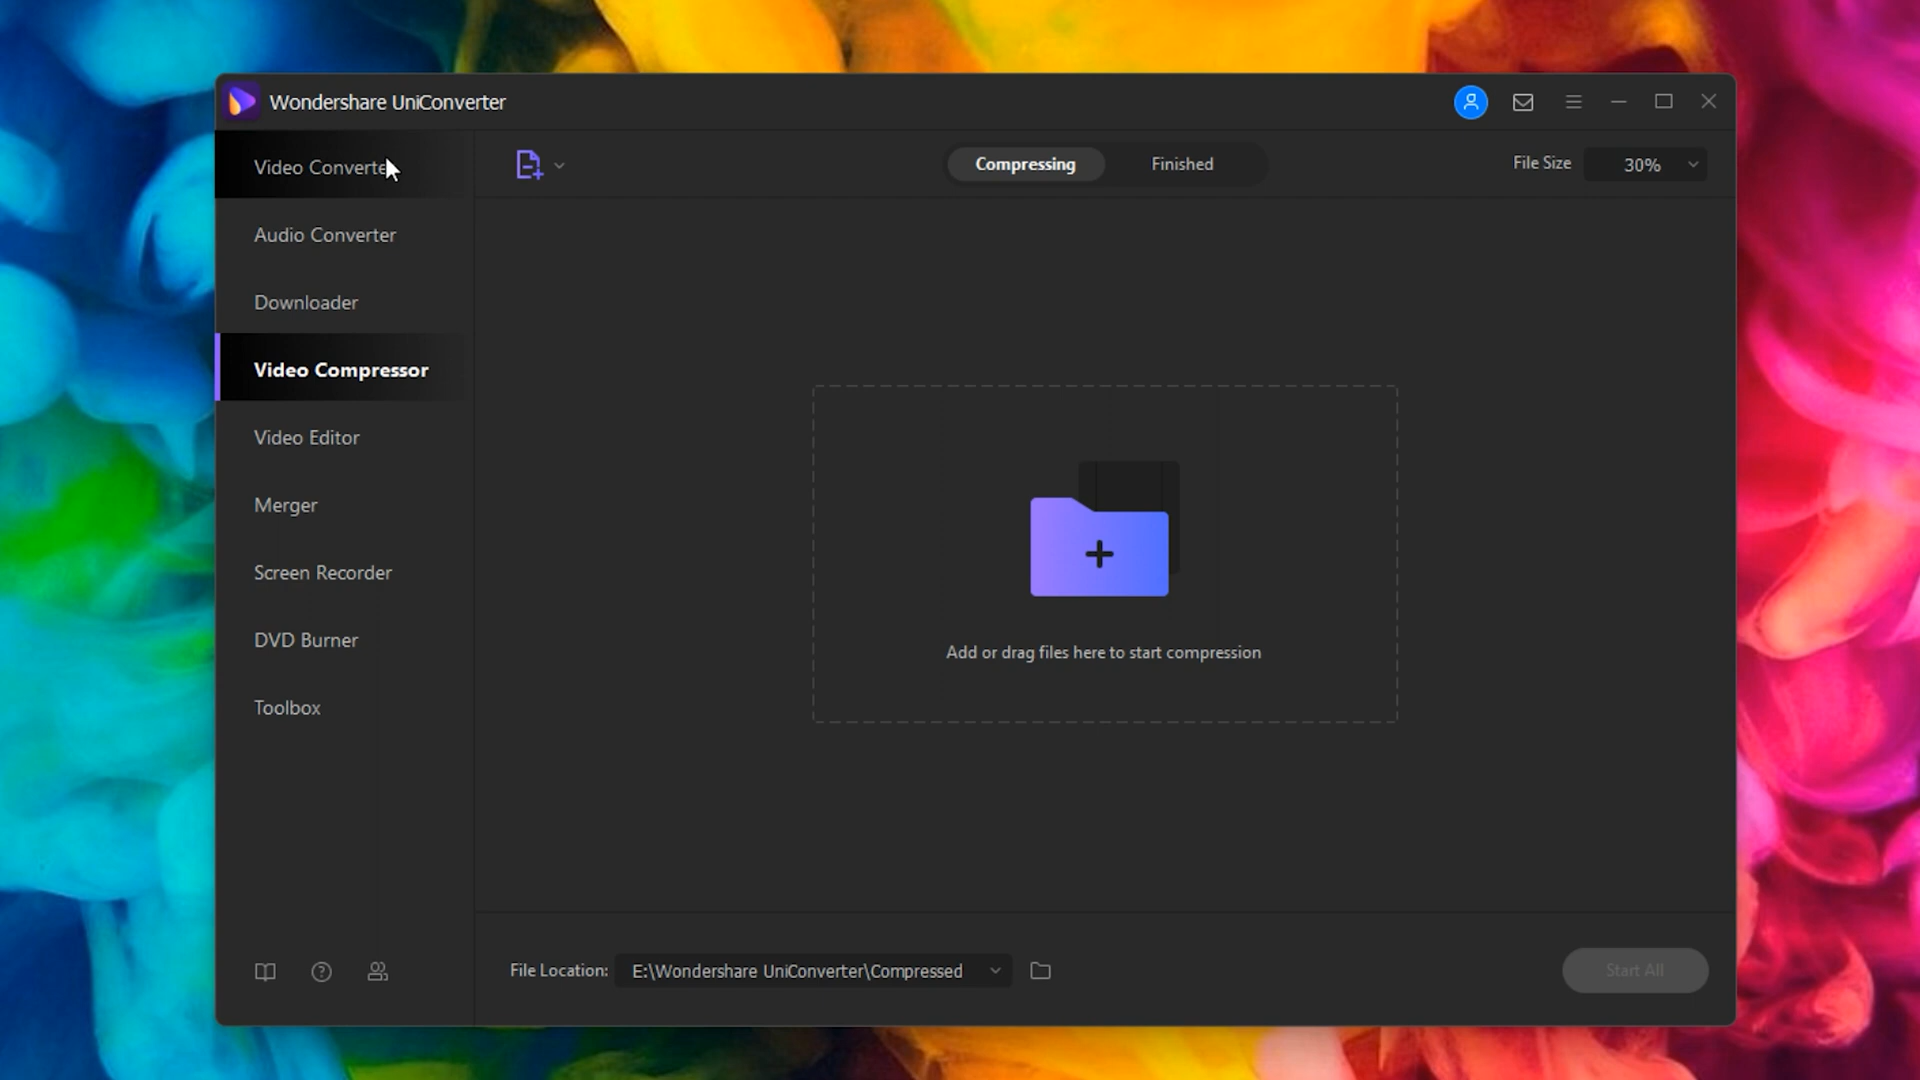 Wondershare UniConverter
Video Converte
Compressing
Finished
File Size
30%
Audio Converter
Downloader
Video Compressor
Video Editor
Merger
Screen Recorder
DVD Burner
Toolbox
Add or drag files here to start compression
File Location:
E:\Wondershare UniConverter\Compressed
Start All